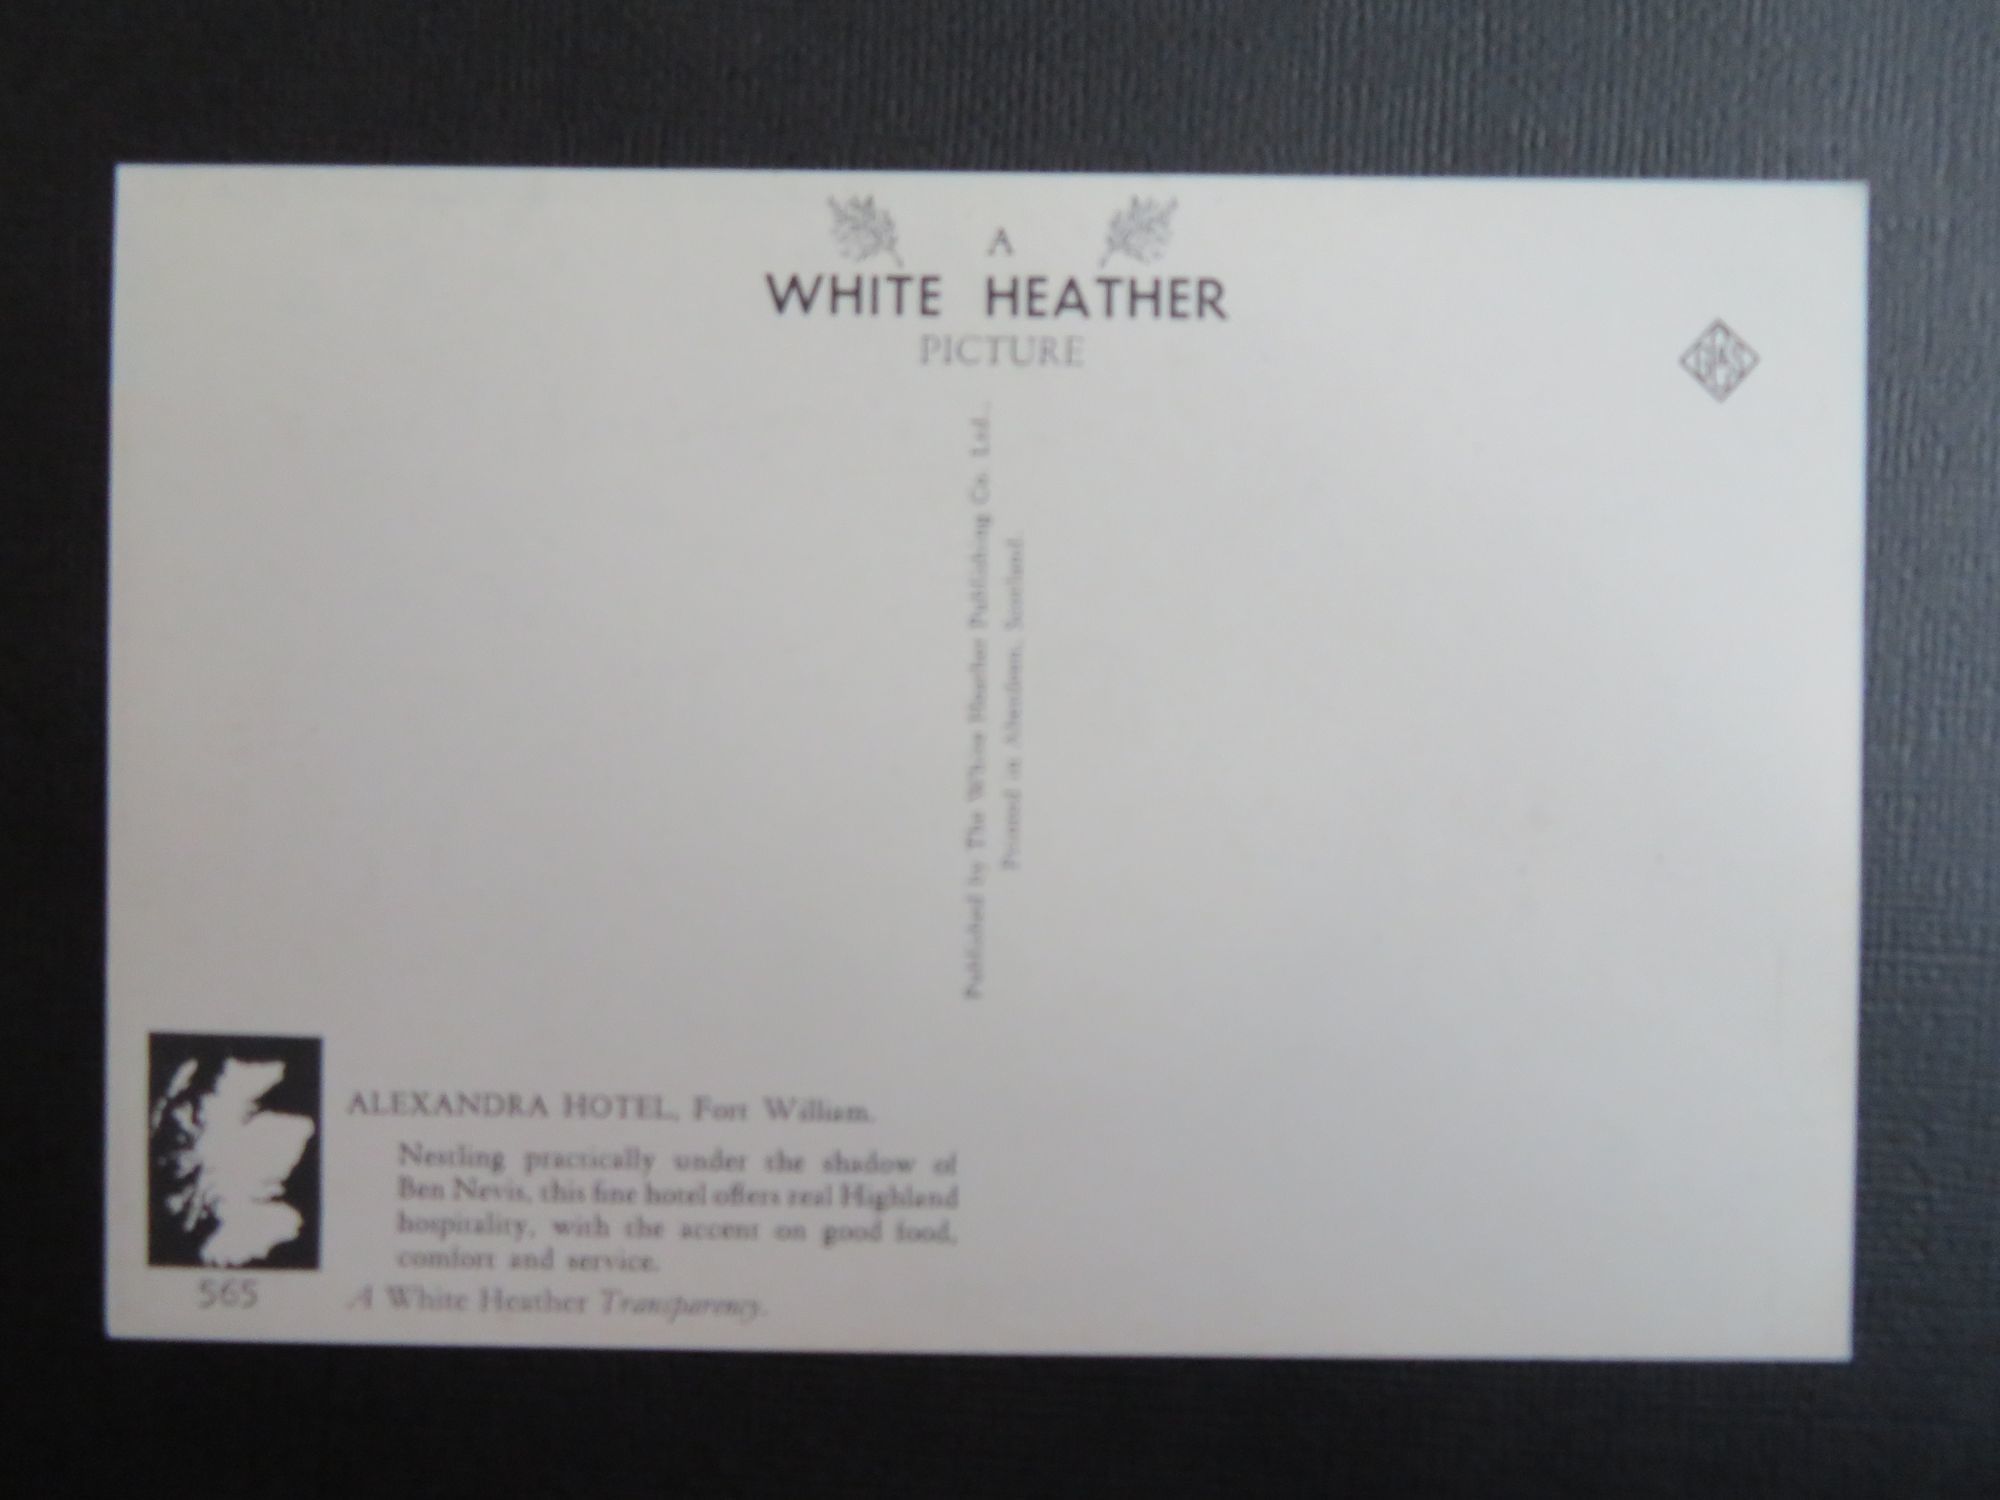 A
WHITE HEATHER
PICTURE
Published by The White Heather Publishing Co. Ltd.,
Printed in Aberdeen, Scotland.
ALEXANDRA HOTEL, Fort William.
Nestling practically under the shadow of
Ben Nevis, this fine hotel offers real Highland
hospitality, with the accent on good food,
comfort and service.
565
A White Heather Transparency.